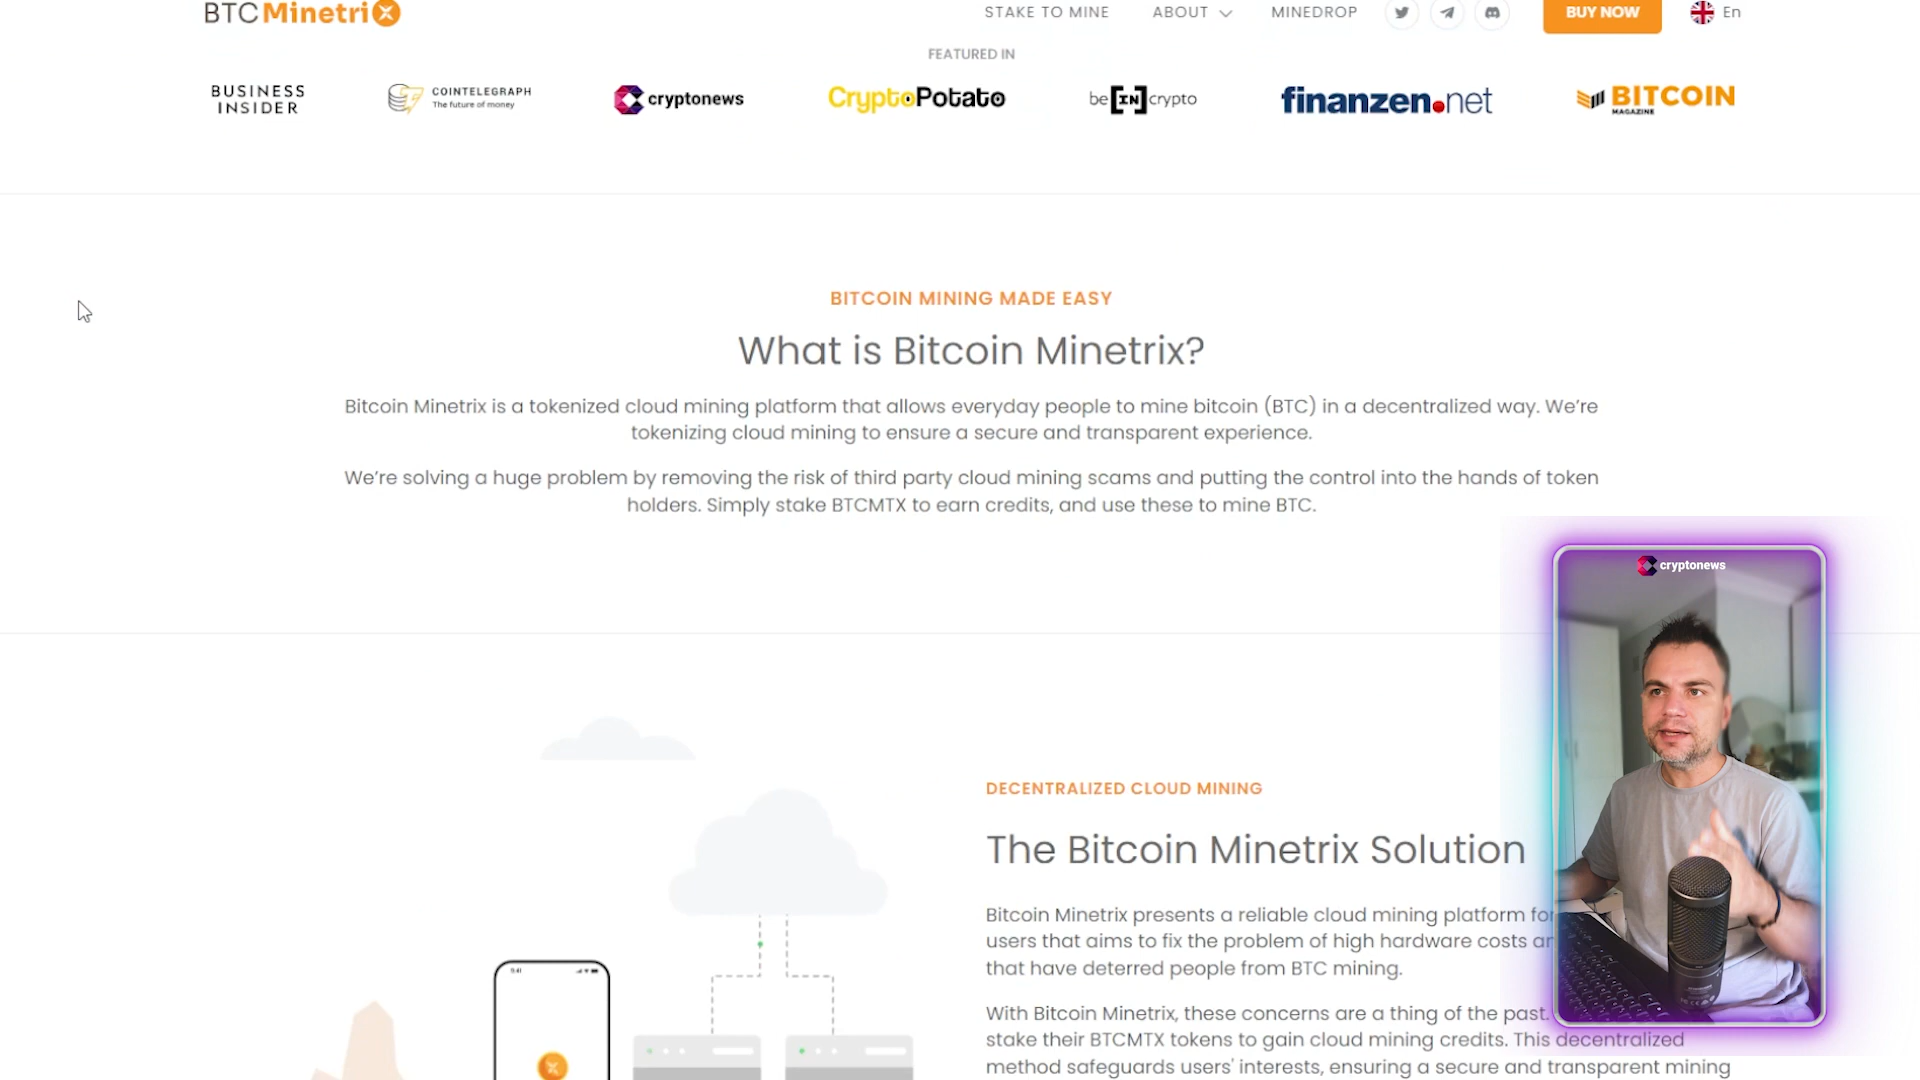 BTC Minetrix
STAKE TO MINE ABOUT MINEDROP BUY NOW En
FEATURED IN
BUSINESS
INSIDER
COINTELEGRAPH
The future of money
cryptonews
CryptoPotato
be[IN]crypto
finanzen.net
BITCOIN
MAGAZINE
BITCOIN MINING MADE EASY
What is Bitcoin Minetrix?
Bitcoin Minetrix is a tokenized cloud mining platform that allows everyday people to mine bitcoin (BTC) in a decentralized way. We’re
tokenizing cloud mining to ensure a secure and transparent experience.
We’re solving a huge problem by removing the risk of third party cloud mining scams and putting the control into the hands of token
holders. Simply stake BTCMTX to earn credits, and use these to mine BTC.
cryptonews
DECENTRALIZED CLOUD MINING
The Bitcoin Minetrix Solution
Bitcoin Minetrix presents a reliable cloud mining platform for
users that aims to fix the problem of high hardware costs
that have deterred people from BTC mining.
With Bitcoin Minetrix, these concerns are a thing of the past.
stake their BTCMTX tokens to gain cloud mining credits. This decentralized
method safeguards users' interests, ensuring a secure and transparent mining
9:41